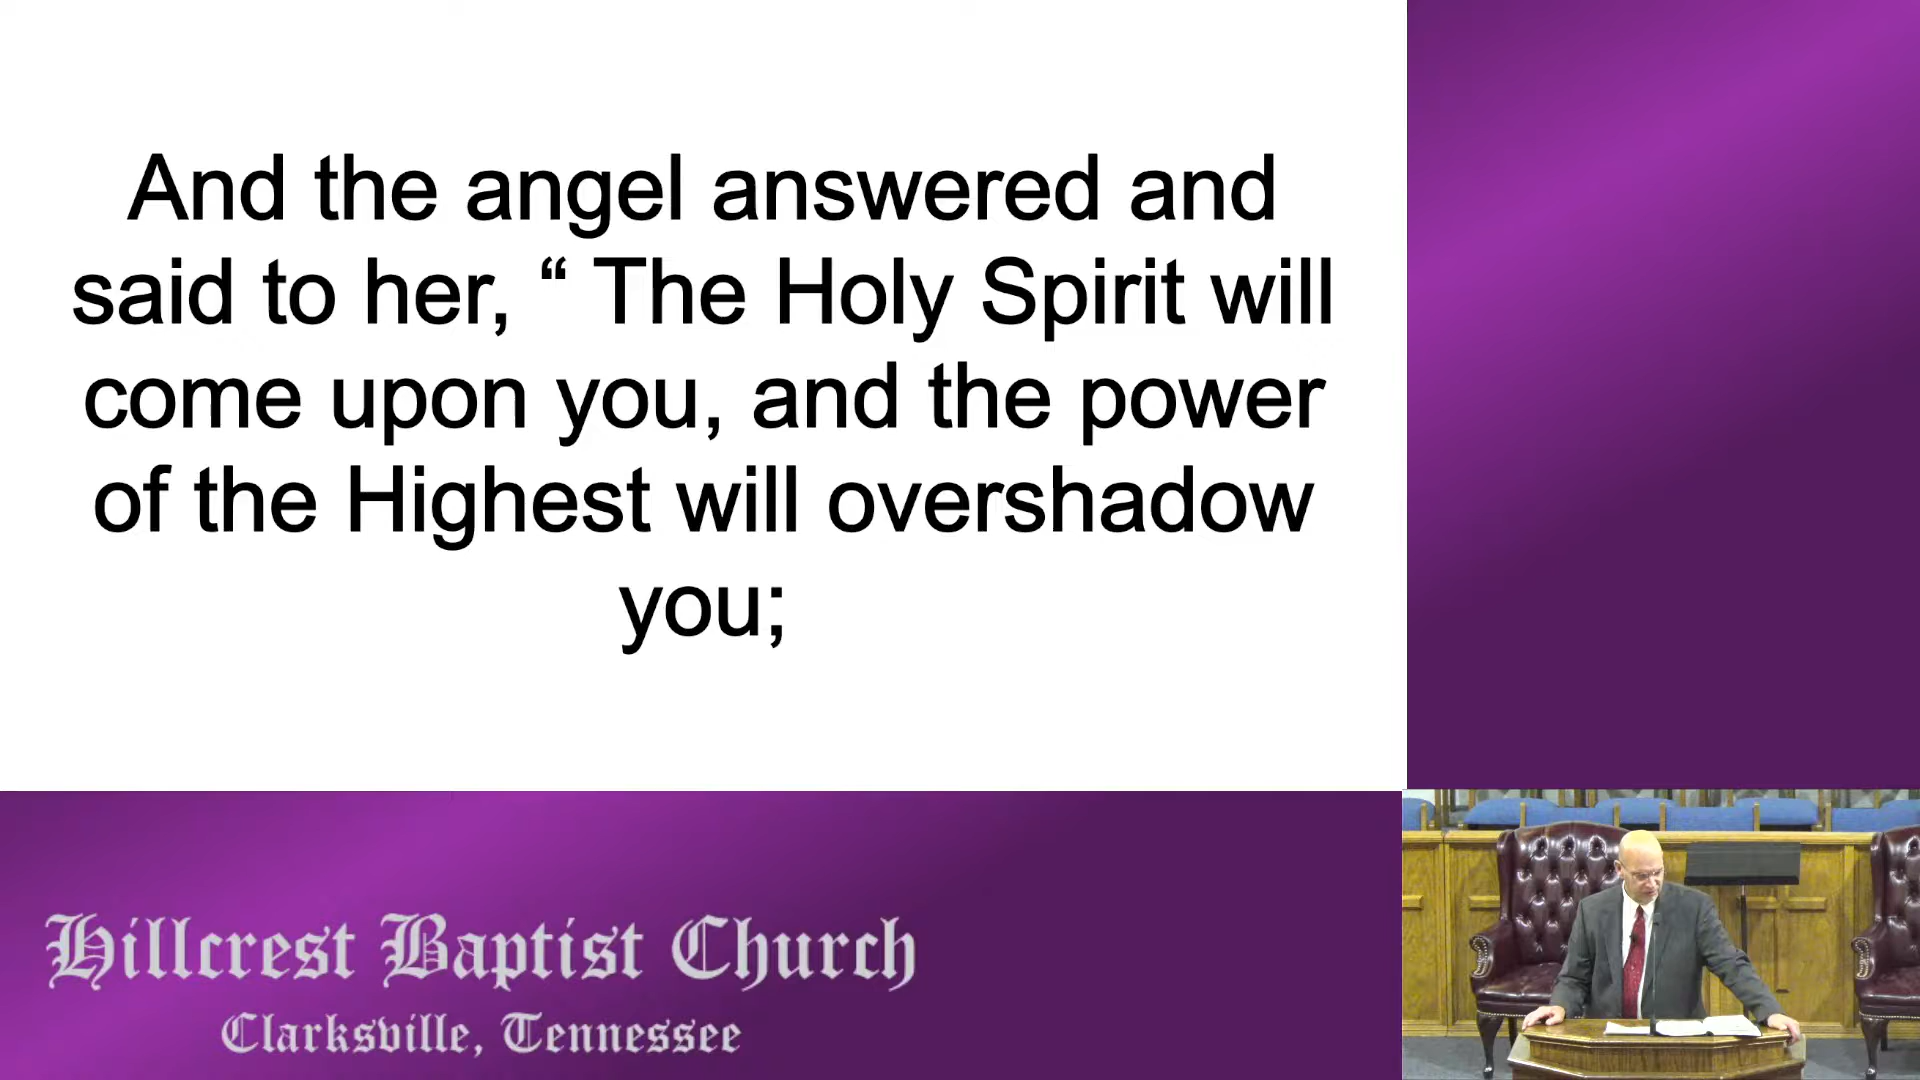 And the angel answered and
said to her, “ The Holy Spirit will
come upon you, and the power
of the Highest will overshadow
you;
Hillcrest Baptist Church
Clarksville, Tennessee